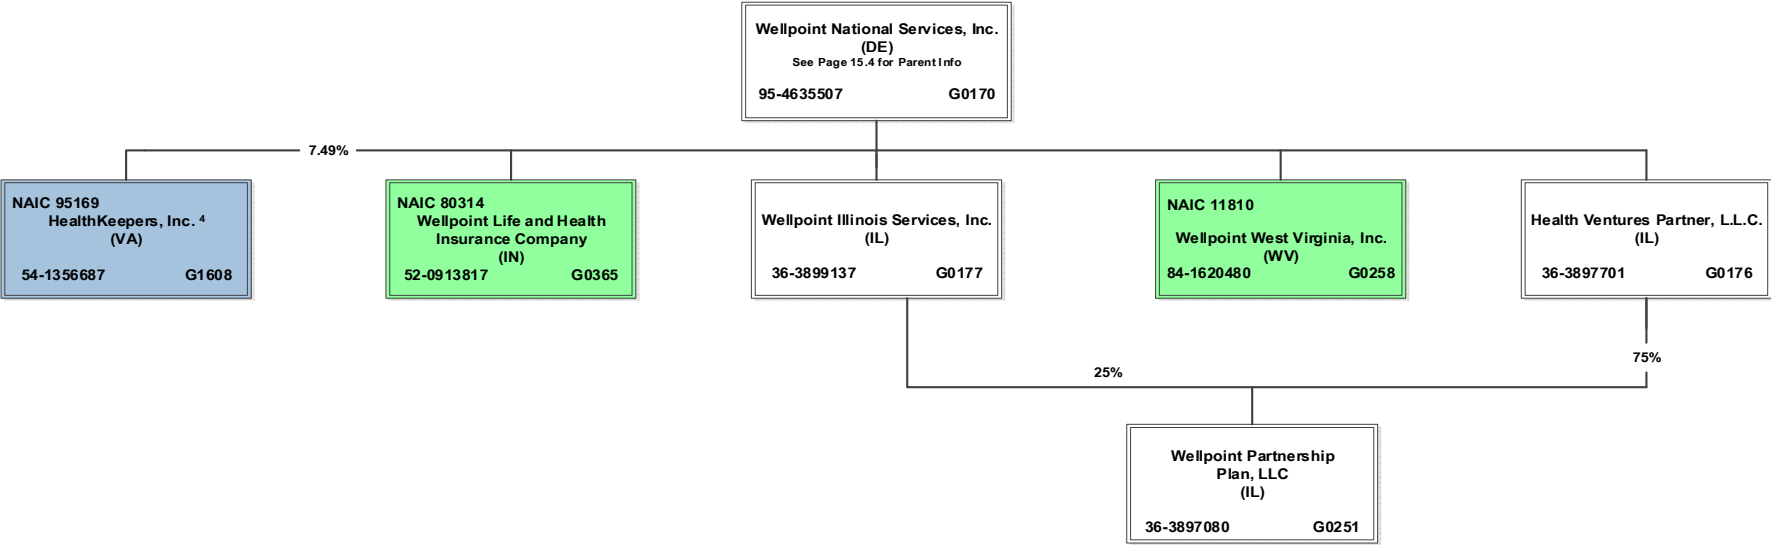 Wellpoint National Services, Inc.
(DE)
See Page 15.4 for Parent Info
95-4635507 G0170
7.49%
NAIC 95169
HealthKeepers, Inc. ⁴
(VA)
54-1356687 G1608
NAIC 80314
Wellpoint Life and Health
Insurance Company
(IN)
52-0913817 G0365
Wellpoint Illinois Services, Inc.
(IL)
36-3899137 G0177
NAIC 11810
Wellpoint West Virginia, Inc.
(WV)
84-1620480 G0258
Health Ventures Partner, L.L.C.
(IL)
36-3897701 G0176
75%
25%
Wellpoint Partnership
Plan, LLC
(IL)
36-3897080 G0251